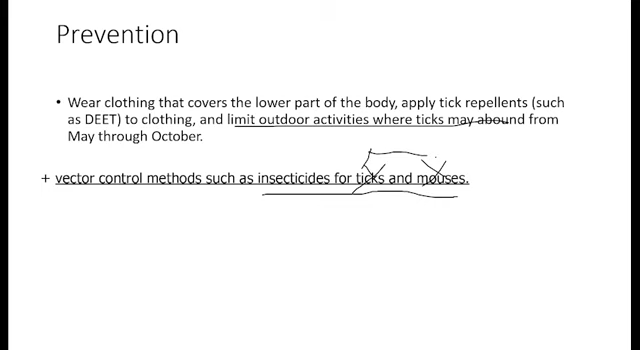 Prevention
• Wear clothing that covers the lower part of the body, apply tick repellents (such
as DEET) to clothing, and limit outdoor activities where ticks may abound from
May through October.
+ vector control methods such as insecticides for ticks and mouses.